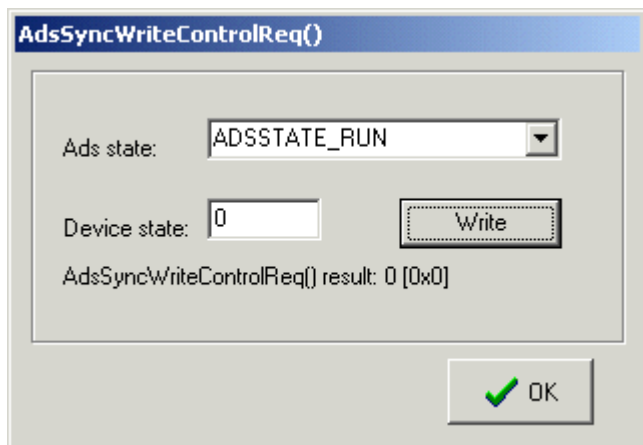 AdsSyncWriteControlReq()
Ads state: ADSSTATE_RUN
Device state: 0 Write
AdsSyncWriteControlReq() result: 0 [0x0]
OK